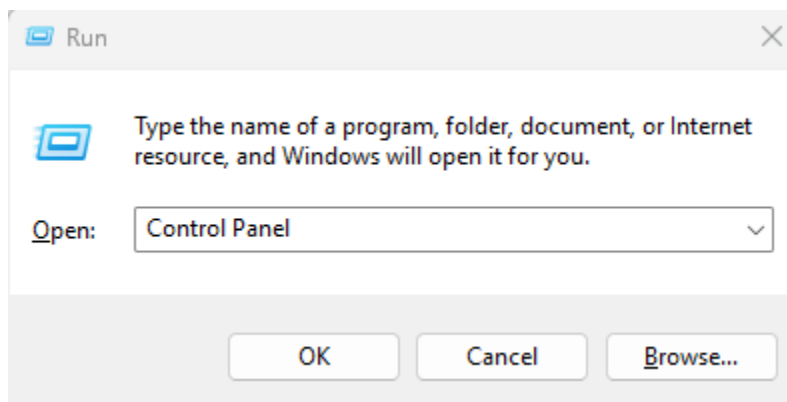 Run
Type the name of a program, folder, document, or Internet
resource, and Windows will open it for you.
Open: Control Panel
OK Cancel Browse...